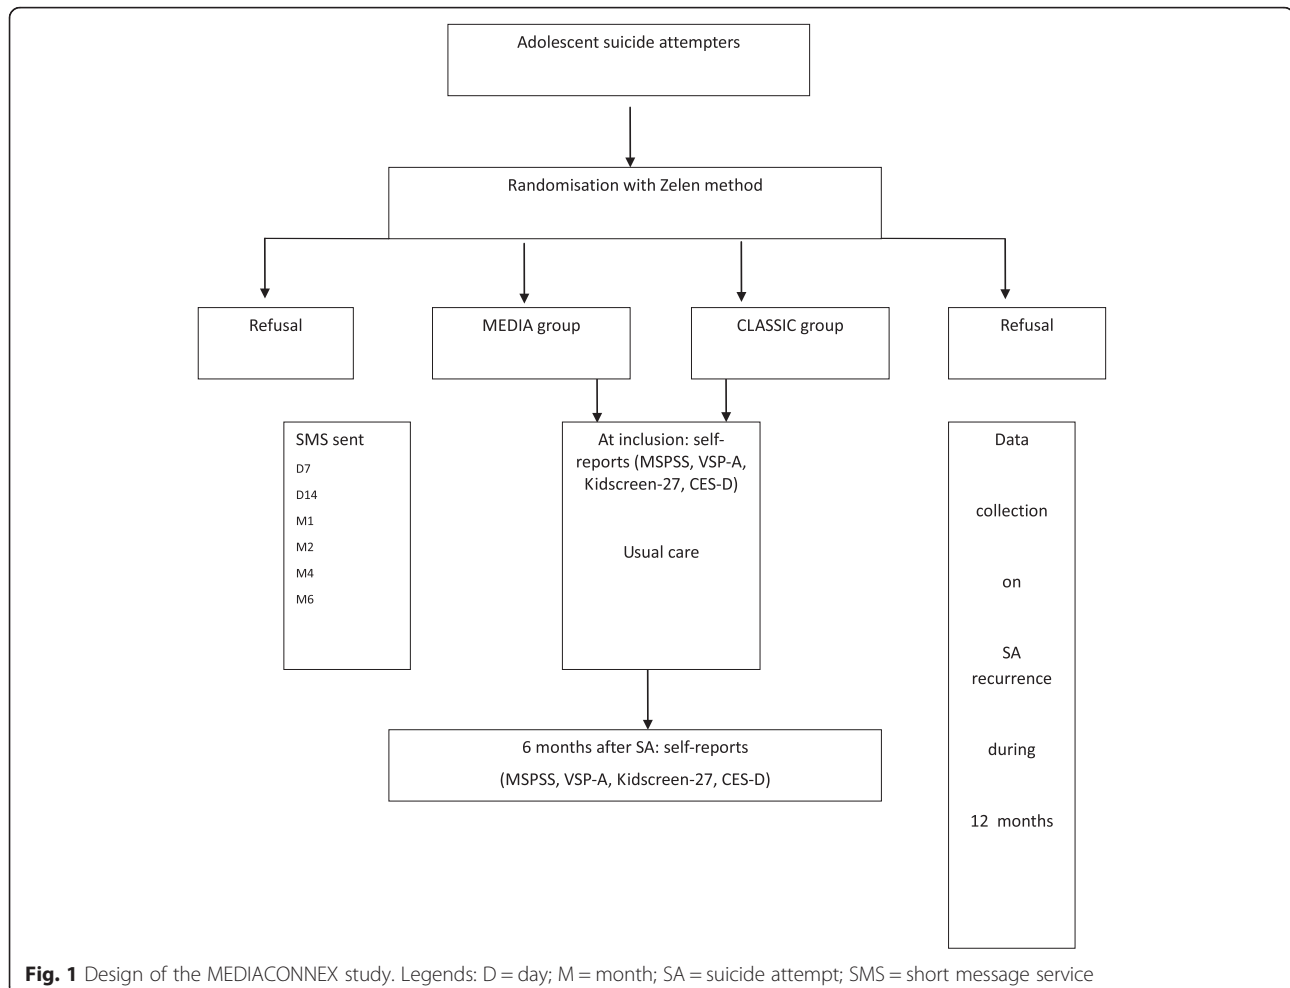 Adolescent suicide attempters
Randomisation with Zelen method
Refusal
MEDIA group
CLASSIC group
Refusal
SMS sent
D7
D14
M1
M2
M4
M6
At inclusion: self-
reports (MSPSS, VSP-A,
Kidscreen-27, CES-D)
Usual care
Data
collection
on
SA
recurrence
during
12 months
6 months after SA: self-reports
(MSPSS, VSP-A, Kidscreen-27, CES-D)
Fig. 1 Design of the MEDIACONNEX study. Legends: D = day; M = month; SA = suicide attempt; SMS = short message service